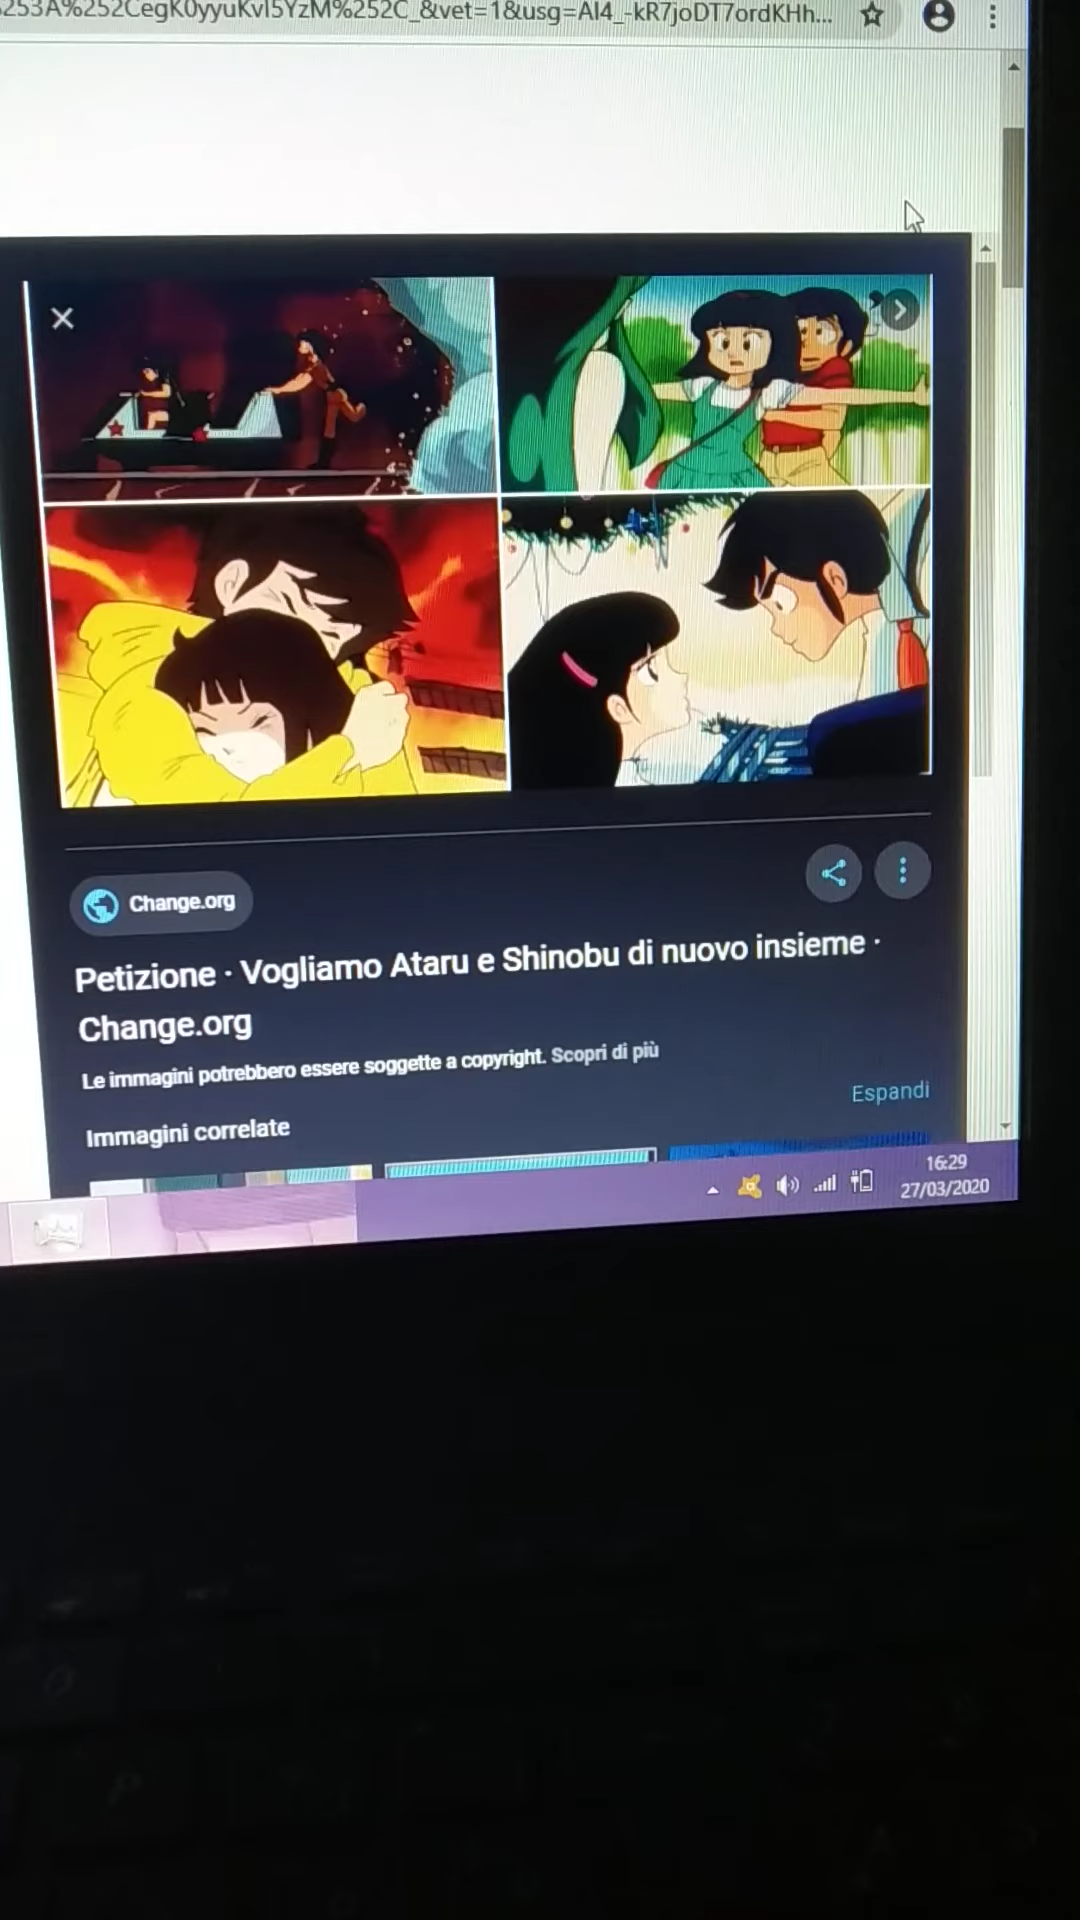 253A%252CegK0yyuKvI5YzM%252C_&vet=1&usg=AI4_-kR7joDT7ordKHh...
Change.org
Petizione · Vogliamo Ataru e Shinobu di nuovo insieme ·
Change.org
Le immagini potrebbero essere soggette a copyright. Scopri di più
Espandi
Immagini correlate
16:29
27/03/2020